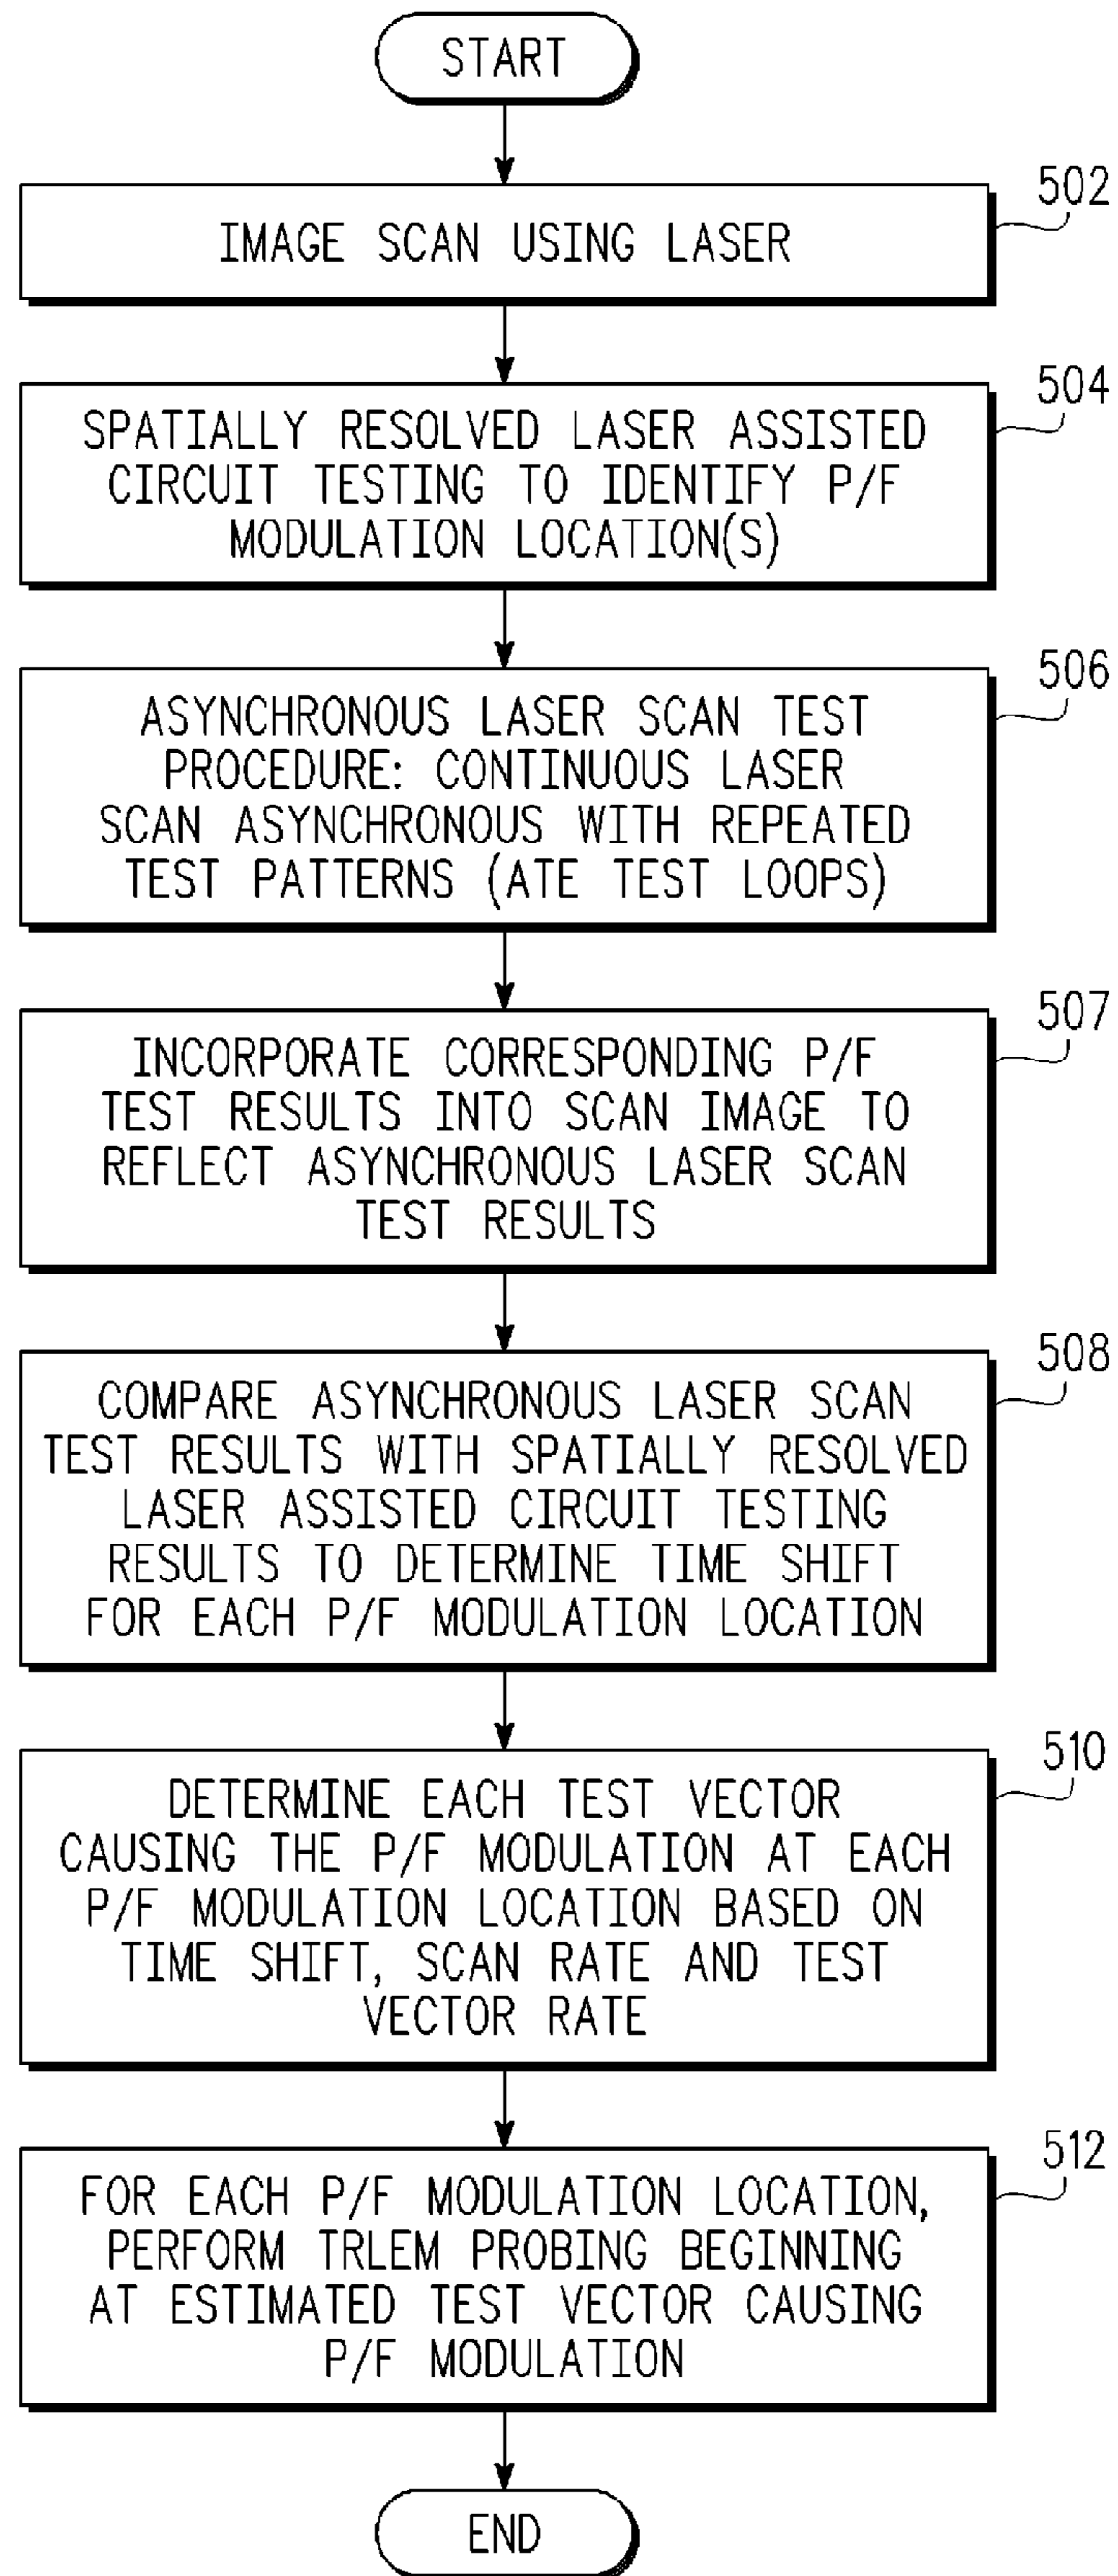 START
502
IMAGE SCAN USING LASER
504
SPATIALLY RESOLVED LASER ASSISTED
CIRCUIT TESTING TO IDENTIFY P/F
MODULATION LOCATION(S)
506
ASYNCHRONOUS LASER SCAN TEST
PROCEDURE: CONTINUOUS LASER
SCAN ASYNCHRONOUS WITH REPEATED
TEST PATTERNS (ATE TEST LOOPS)
507
INCORPORATE CORRESPONDING P/F
TEST RESULTS INTO SCAN IMAGE TO
REFLECT ASYNCHRONOUS LASER SCAN
TEST RESULTS
508
COMPARE ASYNCHRONOUS LASER SCAN
TEST RESULTS WITH SPATIALLY RESOLVED
LASER ASSISTED CIRCUIT TESTING
RESULTS TO DETERMINE TIME SHIFT
FOR EACH P/F MODULATION LOCATION
510
DETERMINE EACH TEST VECTOR
CAUSING THE P/F MODULATION AT EACH
P/F MODULATION LOCATION BASED ON
TIME SHIFT, SCAN RATE AND TEST
VECTOR RATE
512
FOR EACH P/F MODULATION LOCATION,
PERFORM TRLEM PROBING BEGINNING
AT ESTIMATED TEST VECTOR CAUSING
P/F MODULATION
END